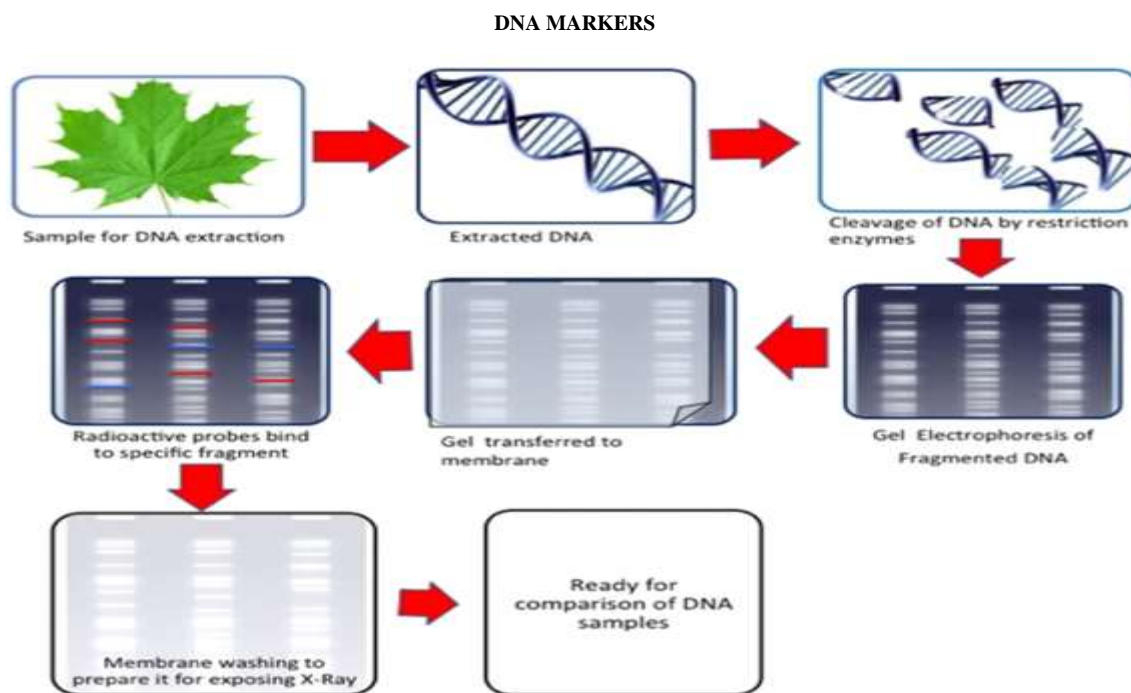 DNA MARKERS
Sample for DNA extraction
Extracted DNA
Cleavage of DNA by restriction
enzymes
Gel Electrophoresis of
Fragmented DNA
Gel transferred to
membrane
Radioactive probes bind
to specific fragment
Membrane washing to
prepare it for exposing X-Ray
Ready for
comparison of DNA
samples